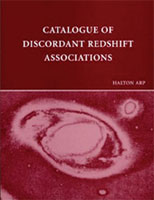 CATALOGUE OF
DISCORDANT REDSHIFT
ASSOCIATIONS
HALTON ARP